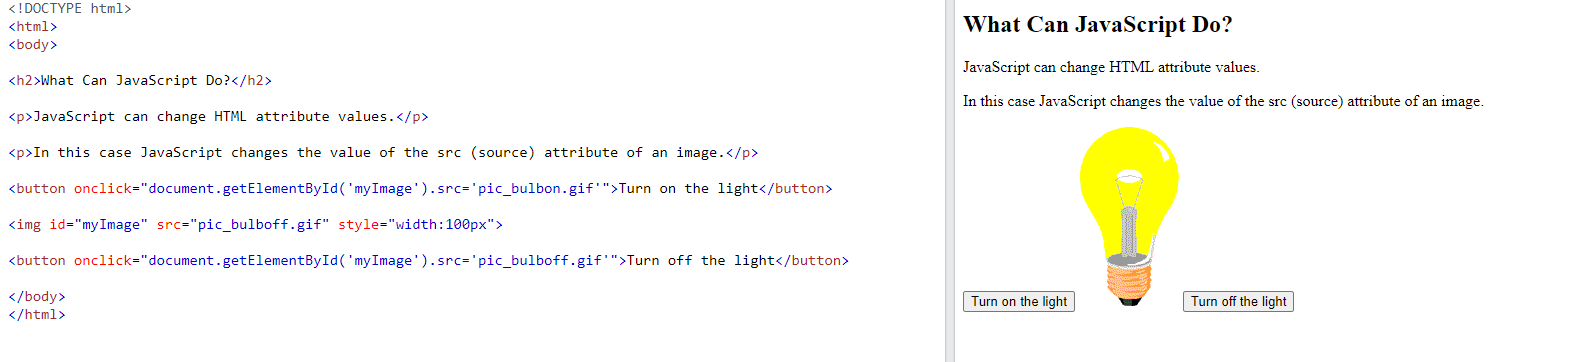 <!DOCTYPE html>
<html>
<body>
<h2>What Can JavaScript Do?</h2>
<p>JavaScript can change HTML attribute values.</p>
<p>In this case JavaScript changes the value of the src (source) attribute of an image.</p>
<button onclick="document.getElementById('myImage').src='pic_bulbon.gif'">Turn on the light</button>
<img id="myImage" src="pic_bulboff.gif" style="width:100px">
<button onclick="document.getElementById('myImage').src='pic_bulboff.gif'">Turn off the light</button>
</body>
</html>
What Can JavaScript Do?
JavaScript can change HTML attribute values.
In this case JavaScript changes the value of the src (source) attribute of an image.
Turn on the light
Turn off the light